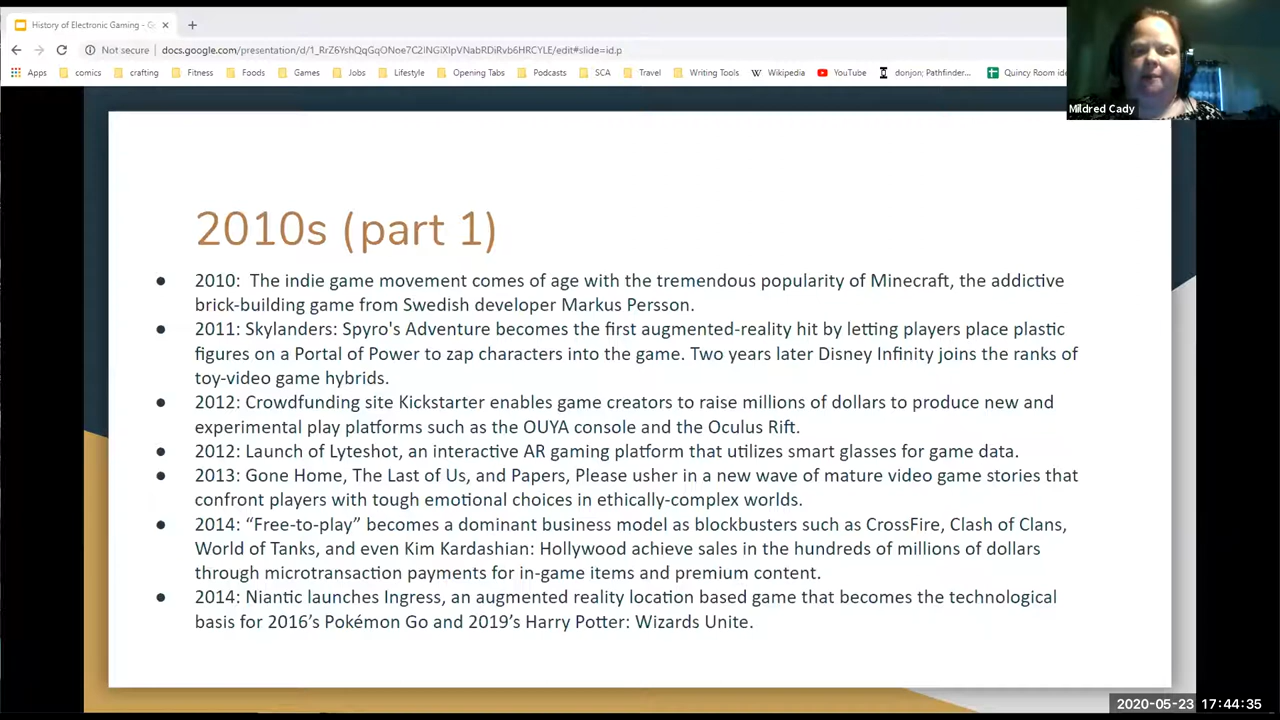 History of Electronic Gaming - G
Not secure
docs.google.com/presentation/d/1_RrZ6YshQqGqONoe7C2lNGiXIpVNabRDiRvb6HRCYLE/edit#slide=id.p
Apps comics crafting Fitness Foods Games Jobs Lifestyle Opening Tabs Podcasts SCA Travel Writing Tools Wikipedia YouTube donjon; Pathfinder... Quincy Room
Mildred Cady
2010s (part 1)
● 2010: The indie game movement comes of age with the tremendous popularity of Minecraft, the addictive
brick-building game from Swedish developer Markus Persson.
● 2011: Skylanders: Spyro's Adventure becomes the first augmented-reality hit by letting players place plastic
figures on a Portal of Power to zap characters into the game. Two years later Disney Infinity joins the ranks of
toy-video game hybrids.
● 2012: Crowdfunding site Kickstarter enables game creators to raise millions of dollars to produce new and
experimental play platforms such as the OUYA console and the Oculus Rift.
● 2012: Launch of Lyteshot, an interactive AR gaming platform that utilizes smart glasses for game data.
● 2013: Gone Home, The Last of Us, and Papers, Please usher in a new wave of mature video game stories that
confront players with tough emotional choices in ethically-complex worlds.
● 2014: “Free-to-play” becomes a dominant business model as blockbusters such as CrossFire, Clash of Clans,
World of Tanks, and even Kim Kardashian: Hollywood achieve sales in the hundreds of millions of dollars
through microtransaction payments for in-game items and premium content.
● 2014: Niantic launches Ingress, an augmented reality location based game that becomes the technological
basis for 2016’s Pokémon Go and 2019’s Harry Potter: Wizards Unite.
2020-05-23 17:44:35